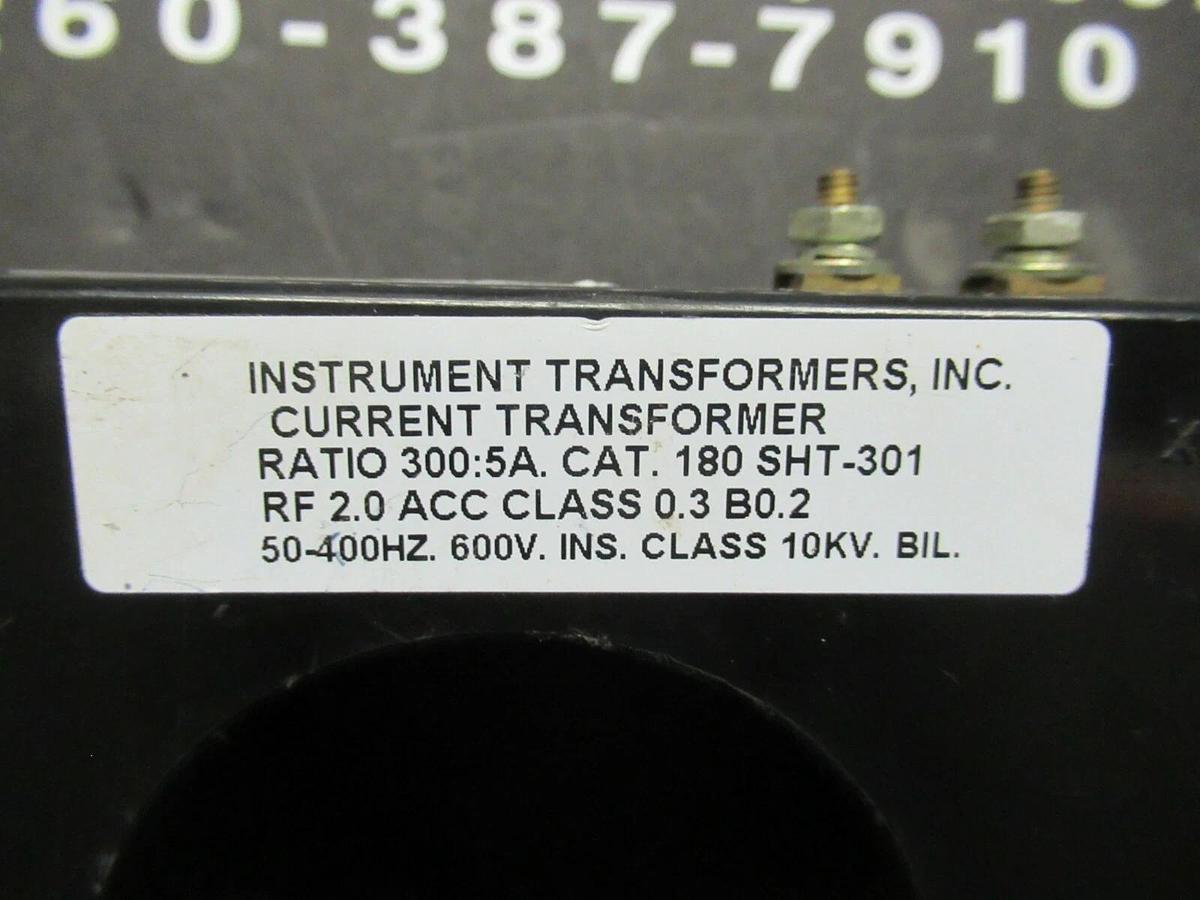 60-387-7910
INSTRUMENT TRANSFORMERS, INC.
CURRENT TRANSFORMER
RATIO 300:5A. CAT. 180 SHT-301
RF 2.0 ACC CLASS 0.3 B0.2
50-400HZ. 600V. INS. CLASS 10KV. BIL.